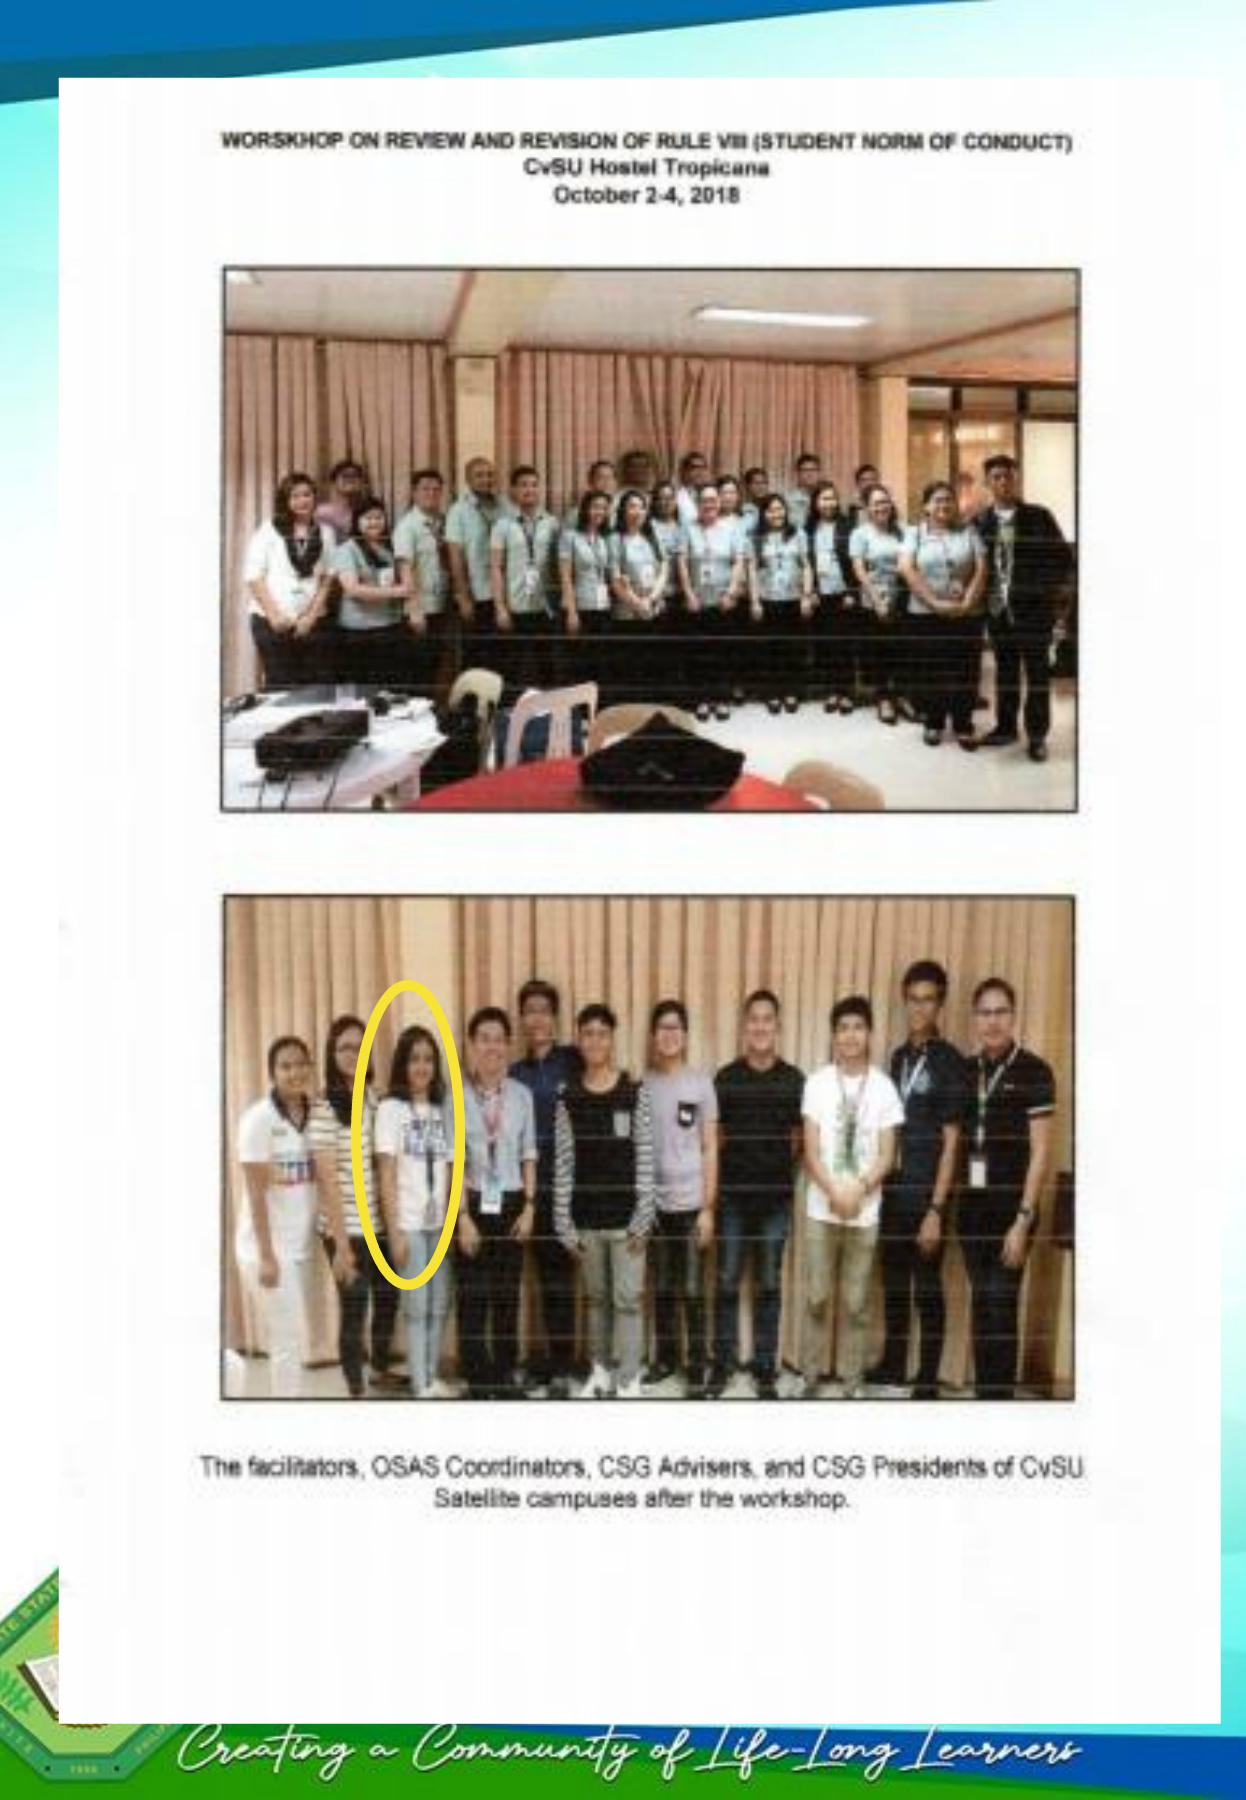 WORSKHOP ON REVIEW AND REVISION OF RULE VIII (STUDENT NORM OF CONDUCT)
CvSU Hostel Tropicana
October 2-4, 2018
The facilitators, OSAS Coordinators, CSG Advisers, and CSG Presidents of CvSU
Satellite campuses after the workshop.
Creating a Community of Life-Long Learners